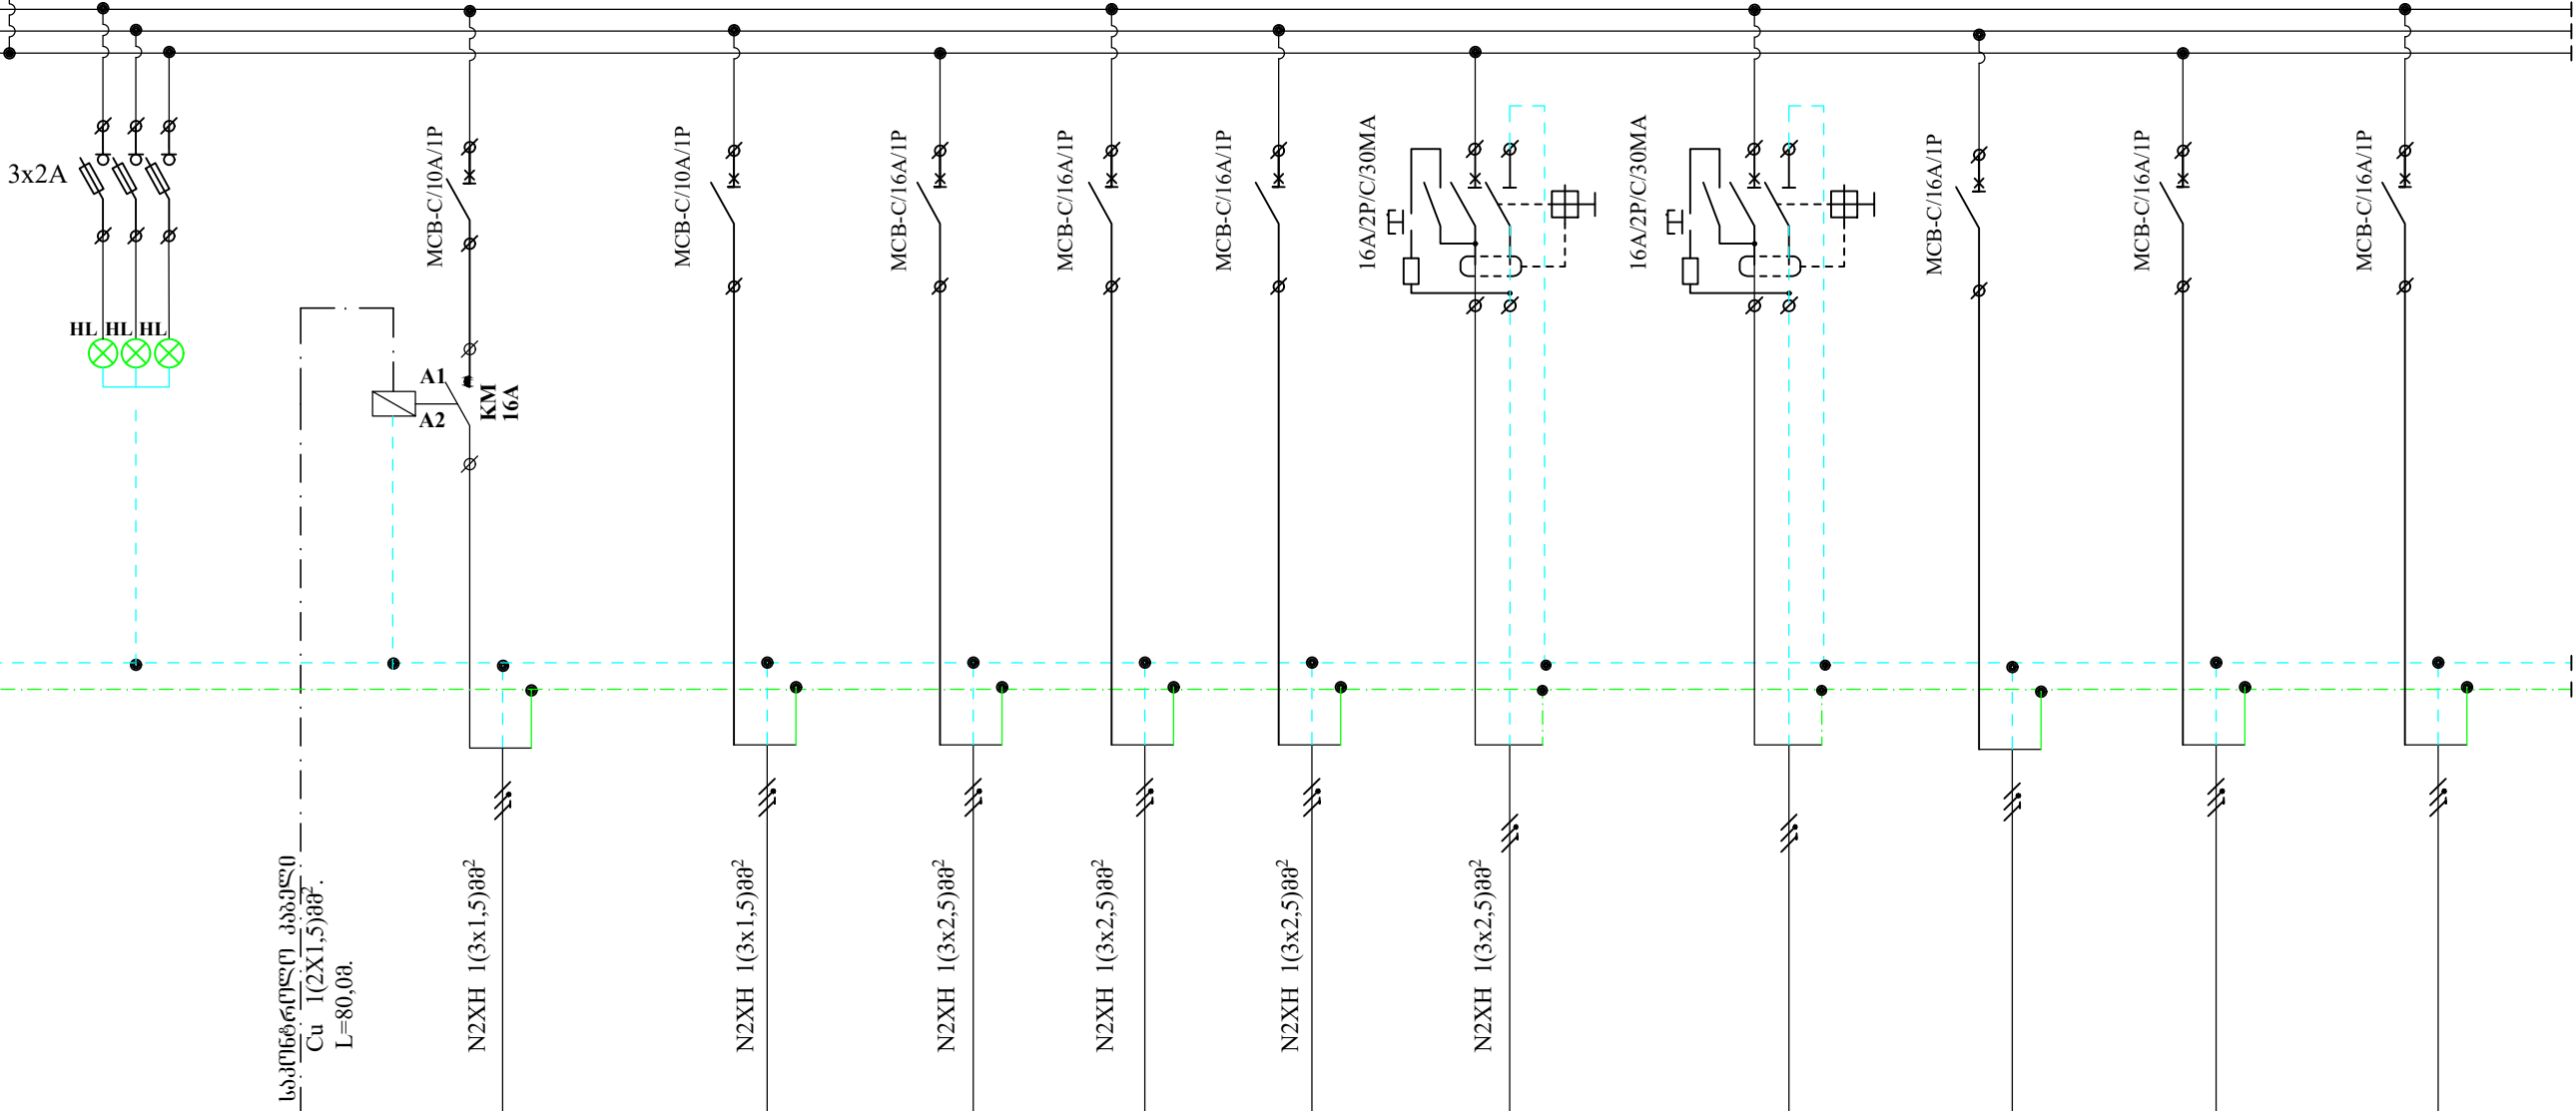 3x2A
HL HL HL
MCB-C/10A/1P
MCB-C/10A/1P
MCB-C/16A/1P
MCB-C/16A/1P
MCB-C/16A/1P
16A/2P/C/30MA
16A/2P/C/30MA
MCB-C/16A/1P
MCB-C/16A/1P
MCB-C/16A/1P
A1
A2
KM
16A
საკონტროლო კაბელი
Cu 1(2X1,5)მმ².
L=80,0მ.
N2XH 1(3x1,5)მმ²
N2XH 1(3x1,5)მმ²
N2XH 1(3x2,5)მმ²
N2XH 1(3x2,5)მმ²
N2XH 1(3x2,5)მმ²
N2XH 1(3x2,5)მმ²